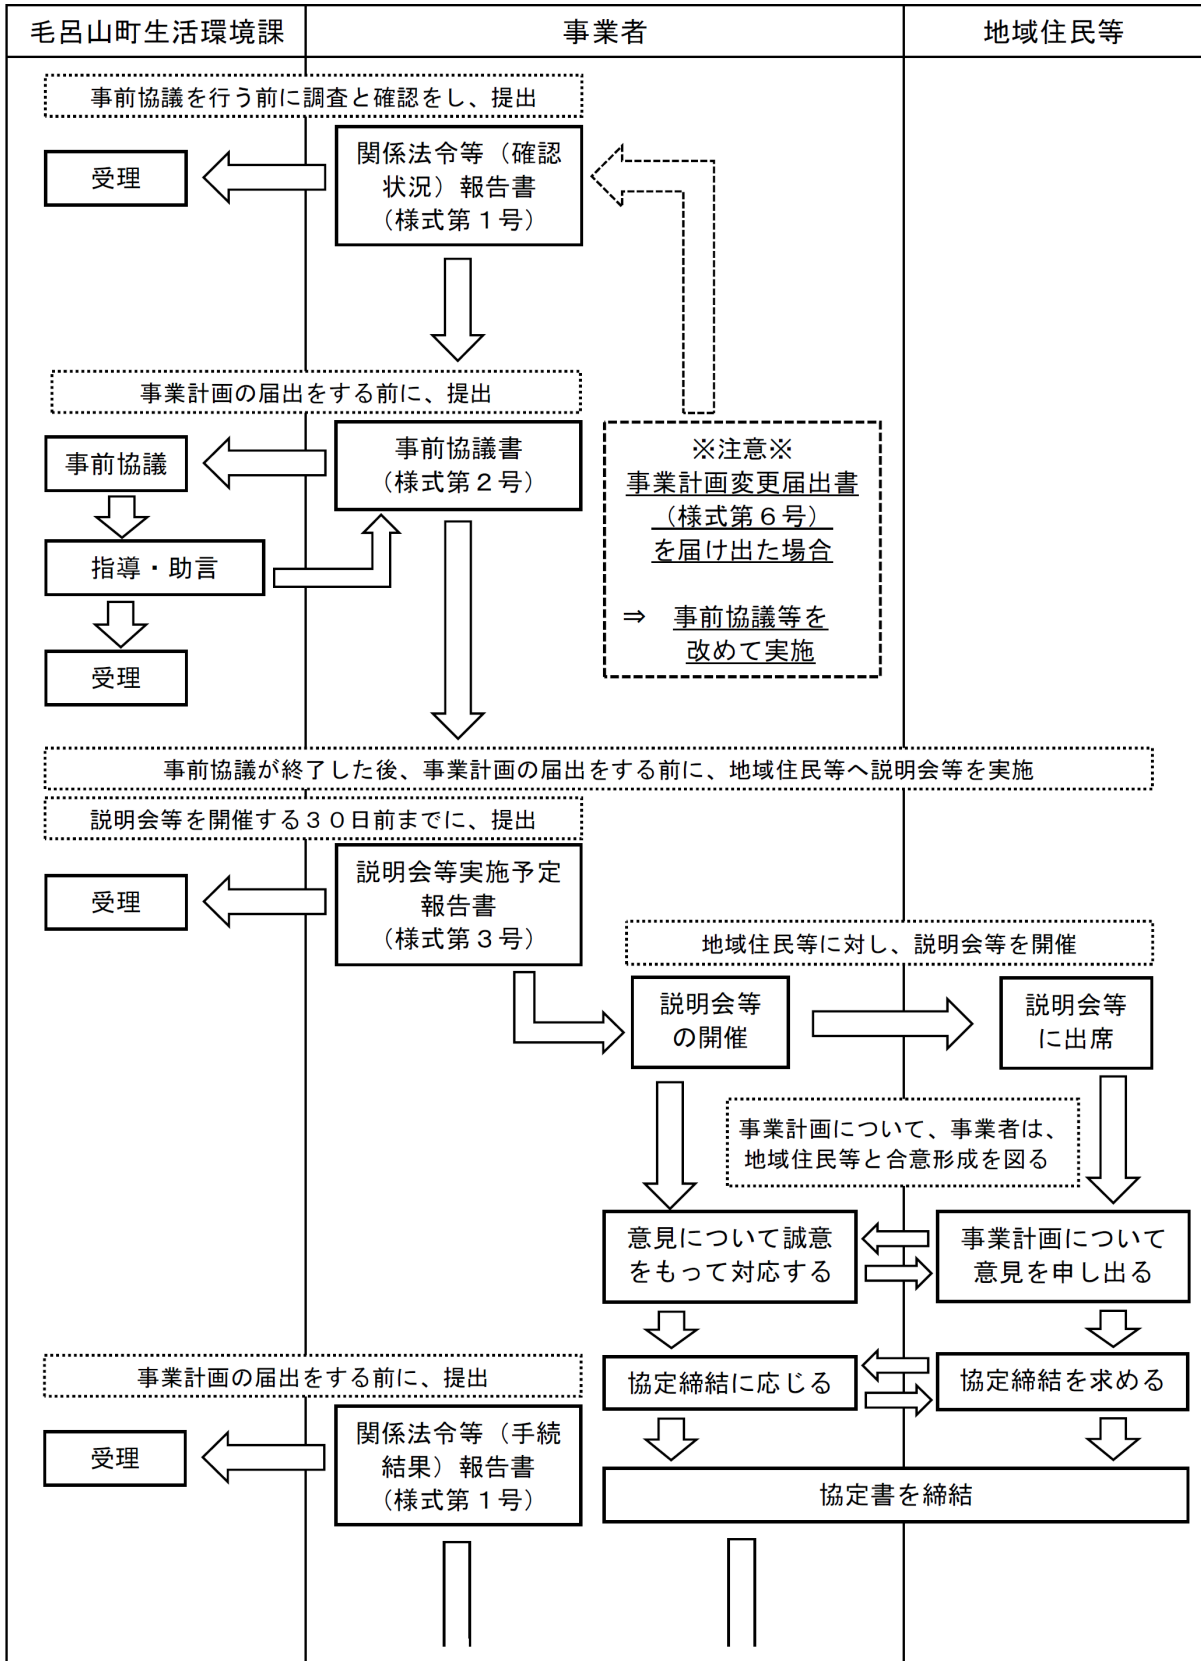 毛呂山町生活環境課
事業者
地域住民等
事前協議を行う前に調査と確認をし、提出
受理
関係法令等（確認
状況）報告書
（様式第１号）
事業計画の届出をする前に、提出
事前協議
事前協議書
（様式第２号）
指導・助言
受理
※注意※
事業計画変更届出書
（様式第６号）
を届け出た場合
⇒　事前協議等を
改めて実施
事前協議が終了した後、事業計画の届出をする前に、地域住民等へ説明会等を実施
説明会等を開催する３０日前までに、提出
受理
説明会等実施予定
報告書
（様式第３号）
地域住民等に対し、説明会等を開催
説明会等
の開催
説明会等
に出席
事業計画について、事業者は、
地域住民等と合意形成を図る
意見について誠意
をもって対応する
事業計画について
意見を申し出る
協定締結に応じる
協定締結を求める
事業計画の届出をする前に、提出
受理
関係法令等（手続
結果）報告書
（様式第１号）
協定書を締結